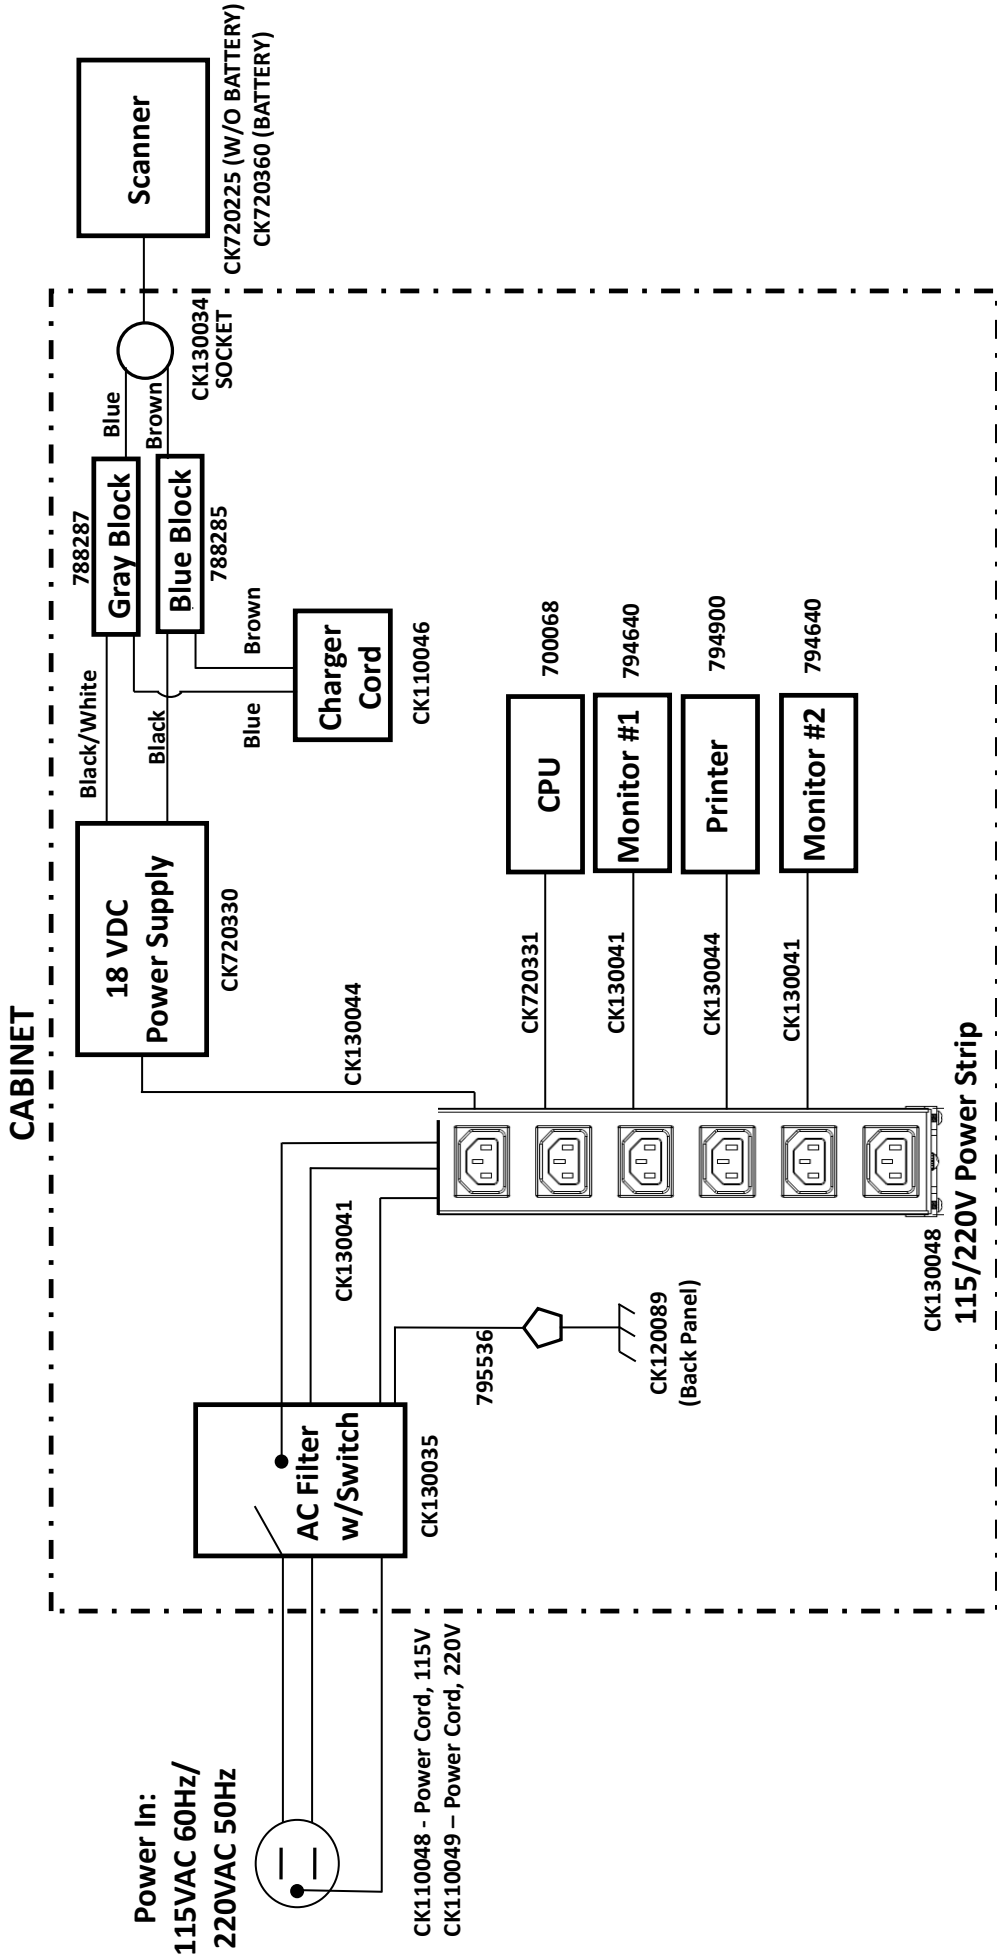 CABINET
Power In:
115VAC 60Hz/
220VAC 50Hz
CK110048 - Power Cord, 115V
CK110049 – Power Cord, 220V
AC Filter
w/Switch
CK130035
795536
CK120089
(Back Panel)
CK130041
CK130048
115/220V Power Strip
CK130044
18 VDC
Power Supply
CK720330
Black/White
Black
788287
Gray Block
Blue Block
788285
Blue
Brown
Charger
Cord
CK110046
Blue
Brown
CK130034
SOCKET
Scanner
CK720225 (W/O BATTERY)
CK720360 (BATTERY)
CK720331
CPU
700068
CK130041
Monitor #1
794640
CK130044
Printer
794900
CK130041
Monitor #2
794640